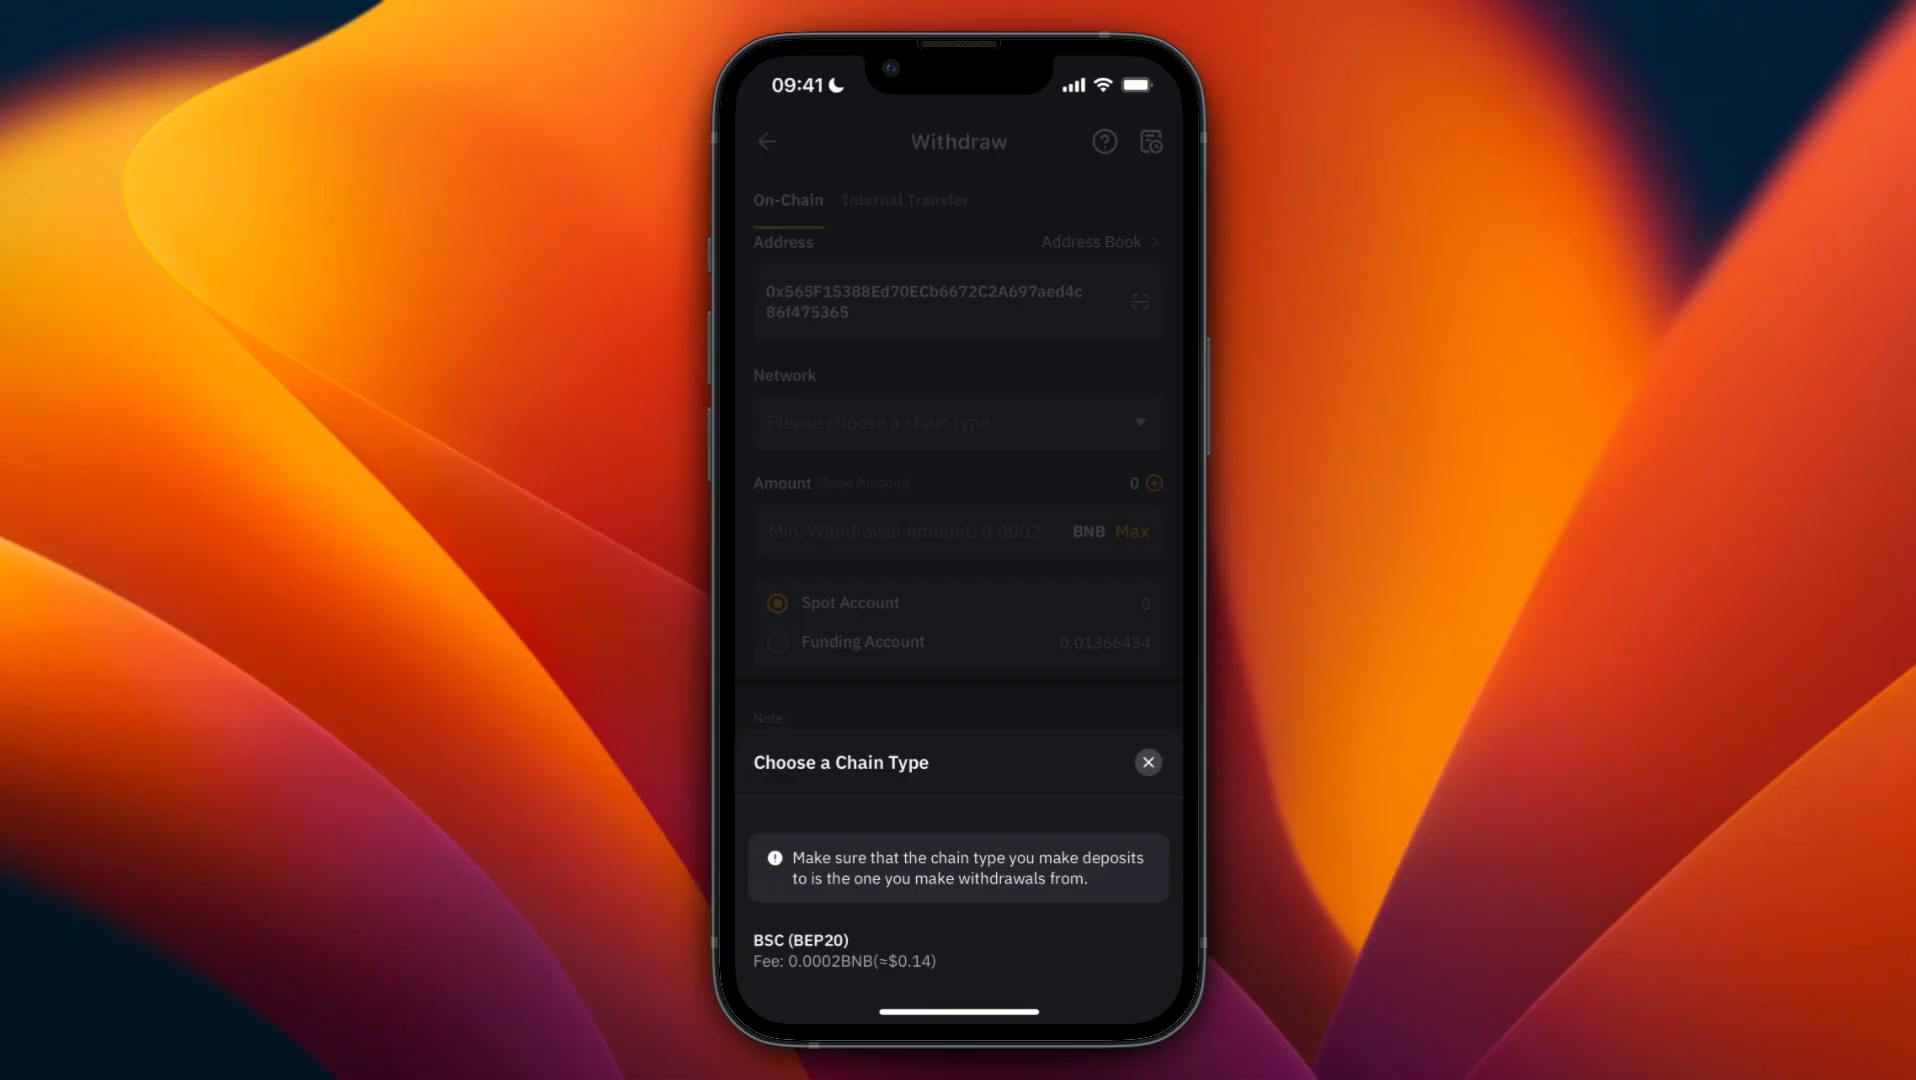 09:41
Withdraw
On-Chain Internal Transfer
Address Address Book
0x565F15388Ed70ECb6672C2A697aed4c
86f475365
Network
Please choose a chain type
Amount (Raise Amount) 0
Min. Withdrawal Amount: 0.0002 BNB Max
Spot Account 0
Funding Account 0.01366434
Note:
Choose a Chain Type
Make sure that the chain type you make deposits
to is the one you make withdrawals from.
BSC (BEP20)
Fee: 0.0002BNB(≈$0.14)